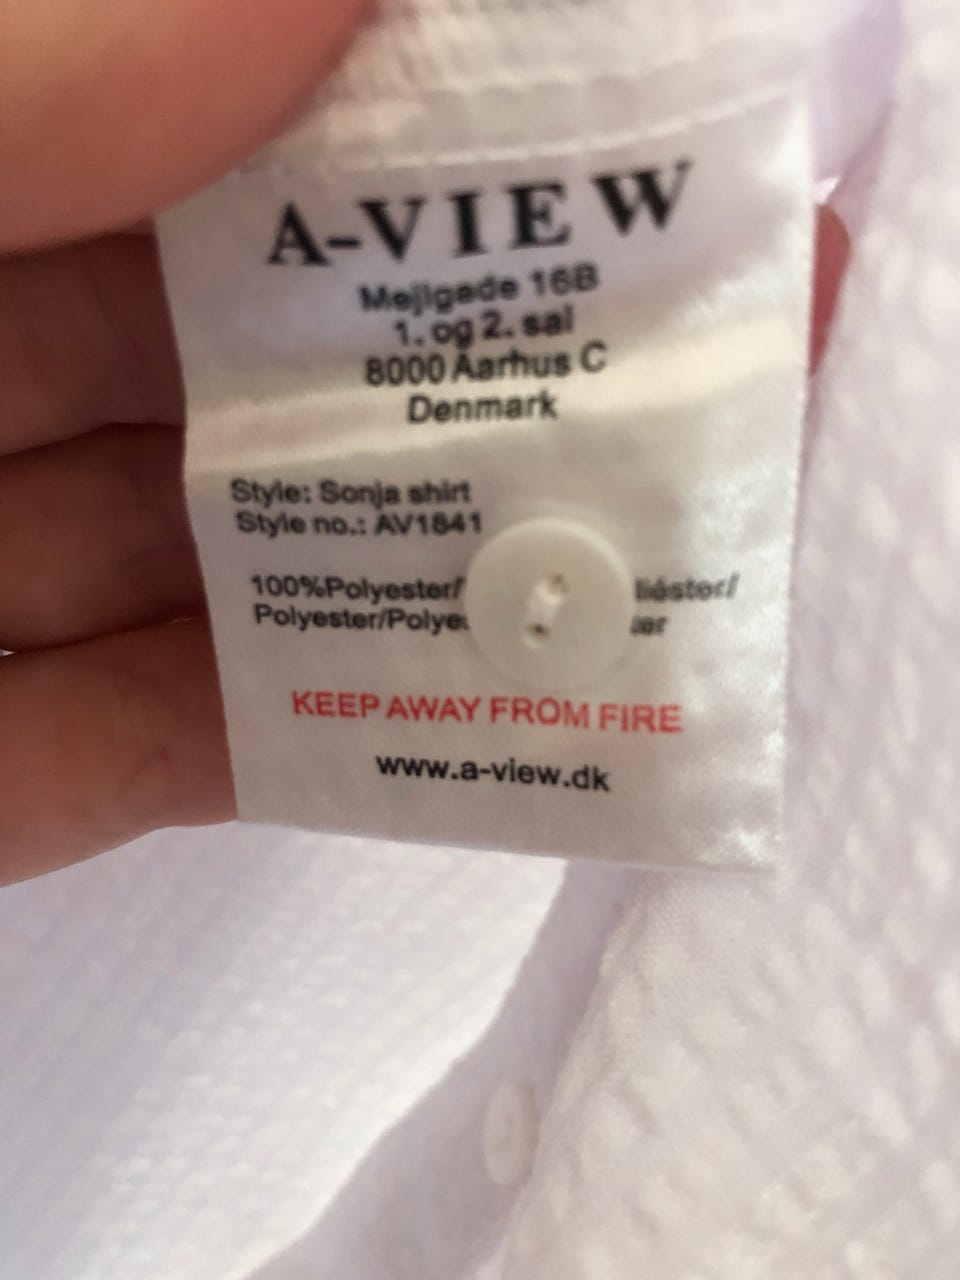 A-VIEW
Mejlgade 16B
1. og 2. sal
8000 Aarhus C
Denmark
Style: Sonja shirt
Style no.: AV1841
100%Polyester/
Polyester/
KEEP AWAY FROM FIRE
www.a-view.dk